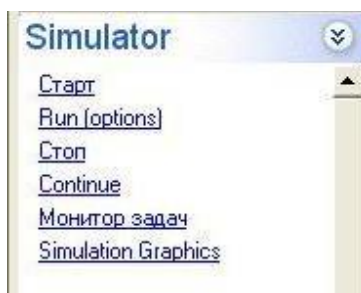 Simulator
Старт
Run (options)
Стоп
Continue
Монитор задач
Simulation Graphics